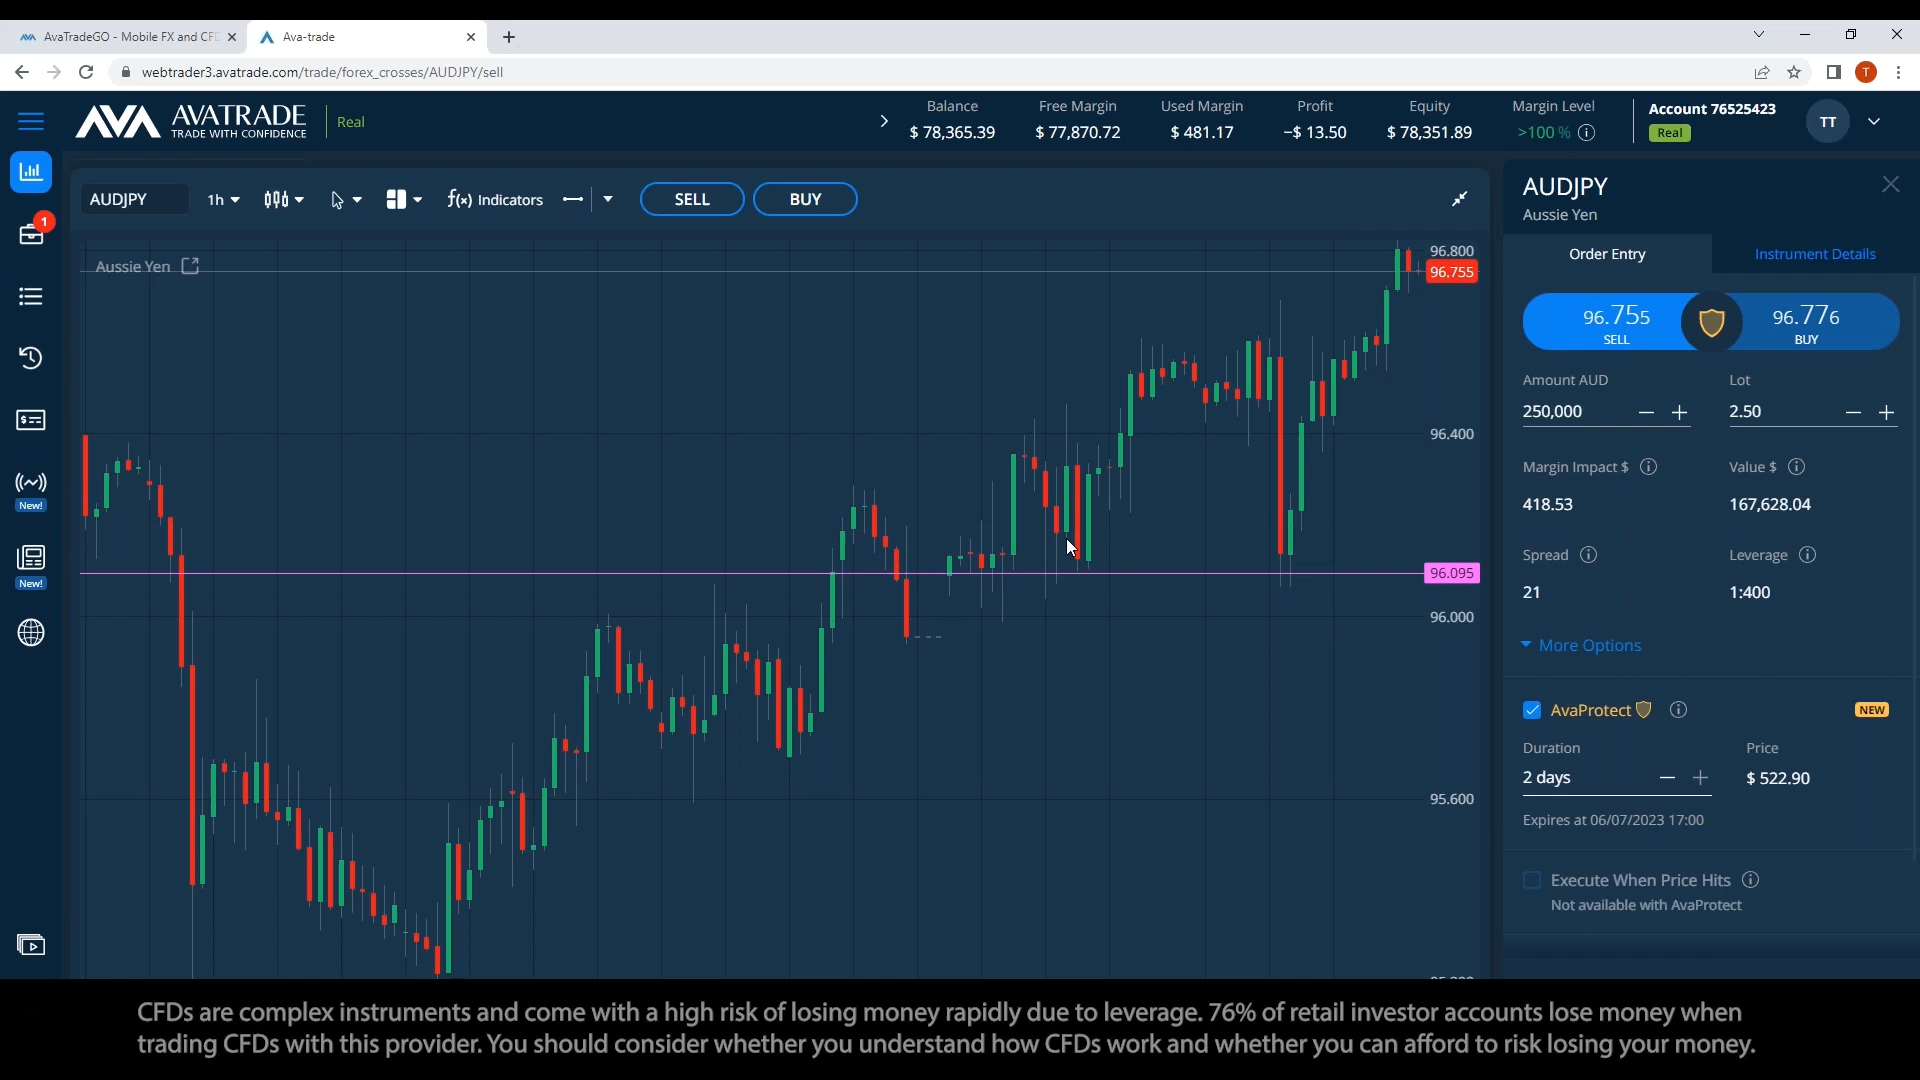 AvaTradeGO - Mobile FX and CFD
Ava-trade
webtrader3.avatrade.com/trade/forex_crosses/AUDJPY/sell
T
AVA AVATRADE
TRADE WITH CONFIDENCE
Real
Balance
$ 78,365.39
Free Margin
$ 77,870.72
Used Margin
$ 481.17
Profit
−$ 13.50
Equity
$ 78,351.89
Margin Level
>100 %
Account 76525423
Real
TT
1
New!
New!
AUDJPY
1h
f(x) Indicators
SELL
BUY
Aussie Yen
96.800
96.755
96.400
96.095
96.000
95.600
AUDJPY
Aussie Yen
Order Entry
Instrument Details
96.755
SELL
96.776
BUY
Amount AUD
250,000
Lot
2.50
Margin Impact $
418.53
Value $
167,628.04
Spread
21
Leverage
1:400
More Options
AvaProtect
NEW
Duration
2 days
Price
$ 522.90
Expires at 06/07/2023 17:00
Execute When Price Hits
Not available with AvaProtect
CFDs are complex instruments and come with a high risk of losing money rapidly due to leverage. 76% of retail investor accounts lose money when
trading CFDs with this provider. You should consider whether you understand how CFDs work and whether you can afford to risk losing your money.